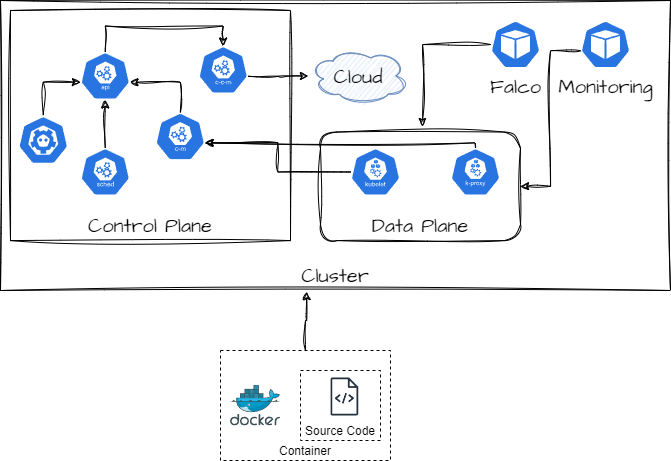 api
c-c-m
Cloud
Falco
Monitoring
sched
c-m
kubelet
k-proxy
Control Plane
Data Plane
Cluster
docker
</>
Source Code
Container